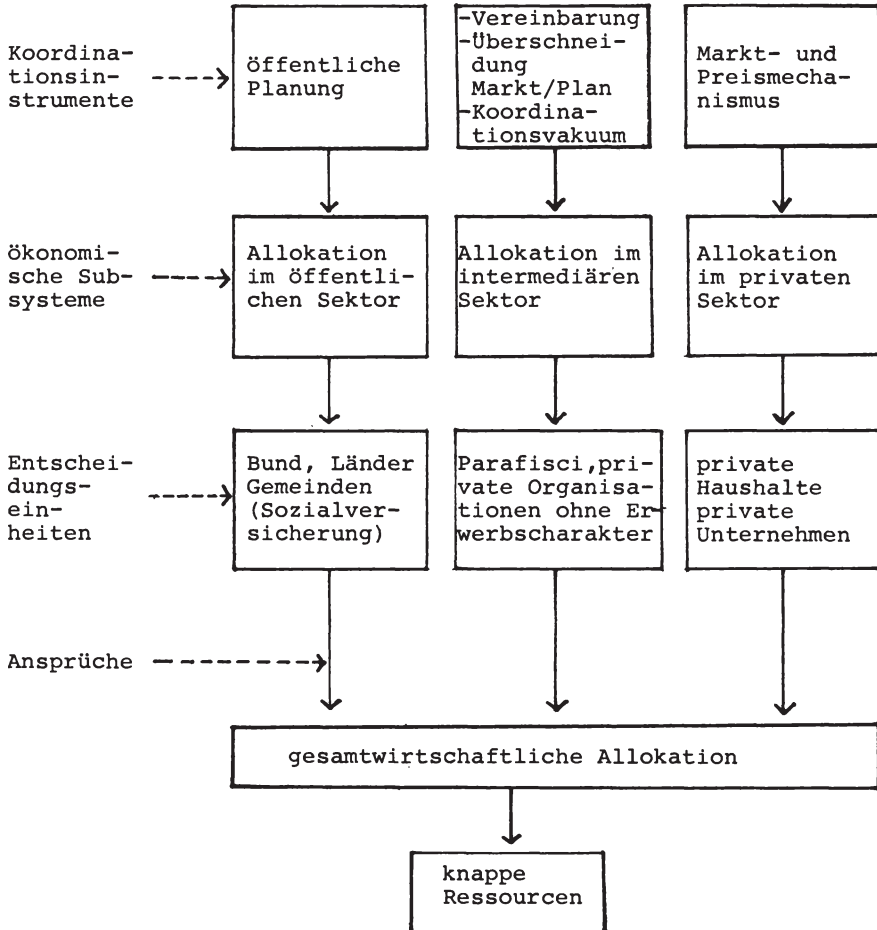 Koordina-
tionsin-
strumente
öffentliche
Planung
-Vereinbarung
-Überschnei-
dung
Markt/Plan
-Koordina-
tionsvakuum
Markt- und
Preismecha-
nismus
ökonomi-
sche Sub-
systeme
Allokation
im öffentli-
chen Sektor
Allokation im
intermediären
Sektor
Allokation
im privaten
Sektor
Entschei-
dungs-
ein-
heiten
Bund, Länder
Gemeinden
(Sozialver-
sicherung)
Parafisci,pri-
vate Organisa-
tionen ohne Er-
werbscharakter
private
Haushalte
private
Unternehmen
Ansprüche
gesamtwirtschaftliche Allokation
knappe
Ressourcen